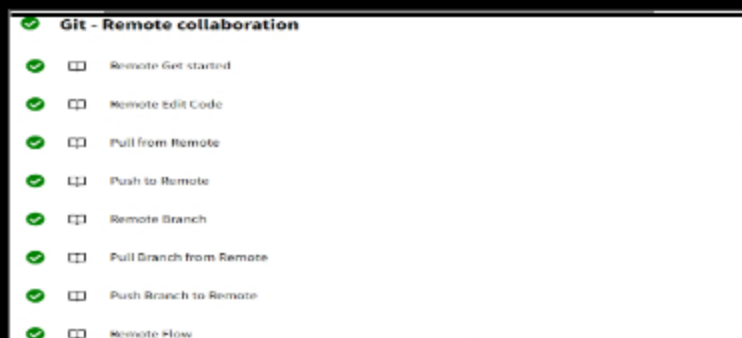 Git - Remote collaboration
Remote Get started
Remote Edit Code
Pull from Remote
Push to Remote
Remote Branch
Pull Branch from Remote
Push Branch to Remote
Remote Flow